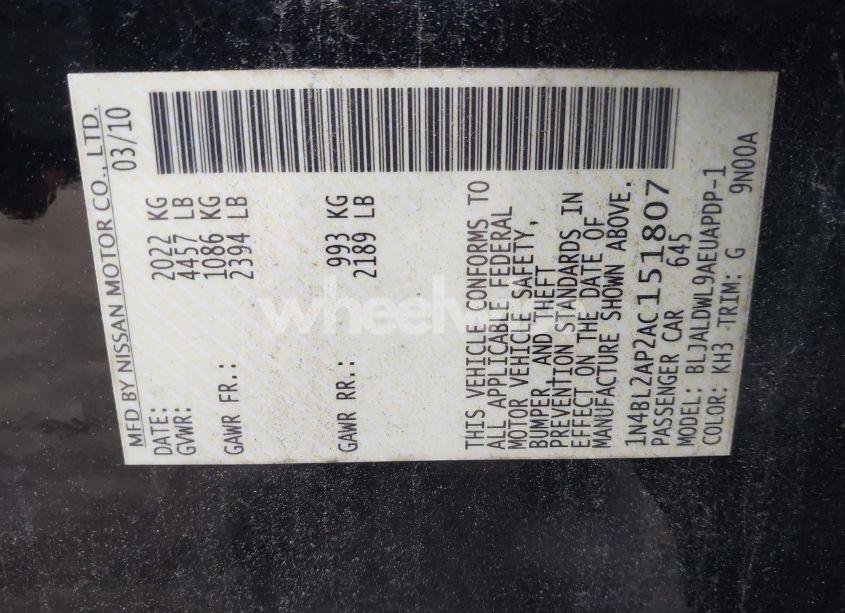 MFD BY NISSAN MOTOR CO., LTD.
DATE: 03/10
GVWR: 2022 KG
4457 LB
GAWR FR.: 1086 KG
2394 LB
GAWR RR.: 993 KG
2189 LB
THIS VEHICLE CONFORMS TO
ALL APPLICABLE FEDERAL
MOTOR VEHICLE SAFETY,
BUMPER, AND THEFT
PREVENTION STANDARDS IN
EFFECT ON THE DATE OF
MANUFACTURE SHOWN ABOVE.
1N4BL2AP2AC151807
PASSENGER CAR 645
MODEL: BLJALDWL9AEUAPDP-1
COLOR: KH3 TRIM: G 9N00A